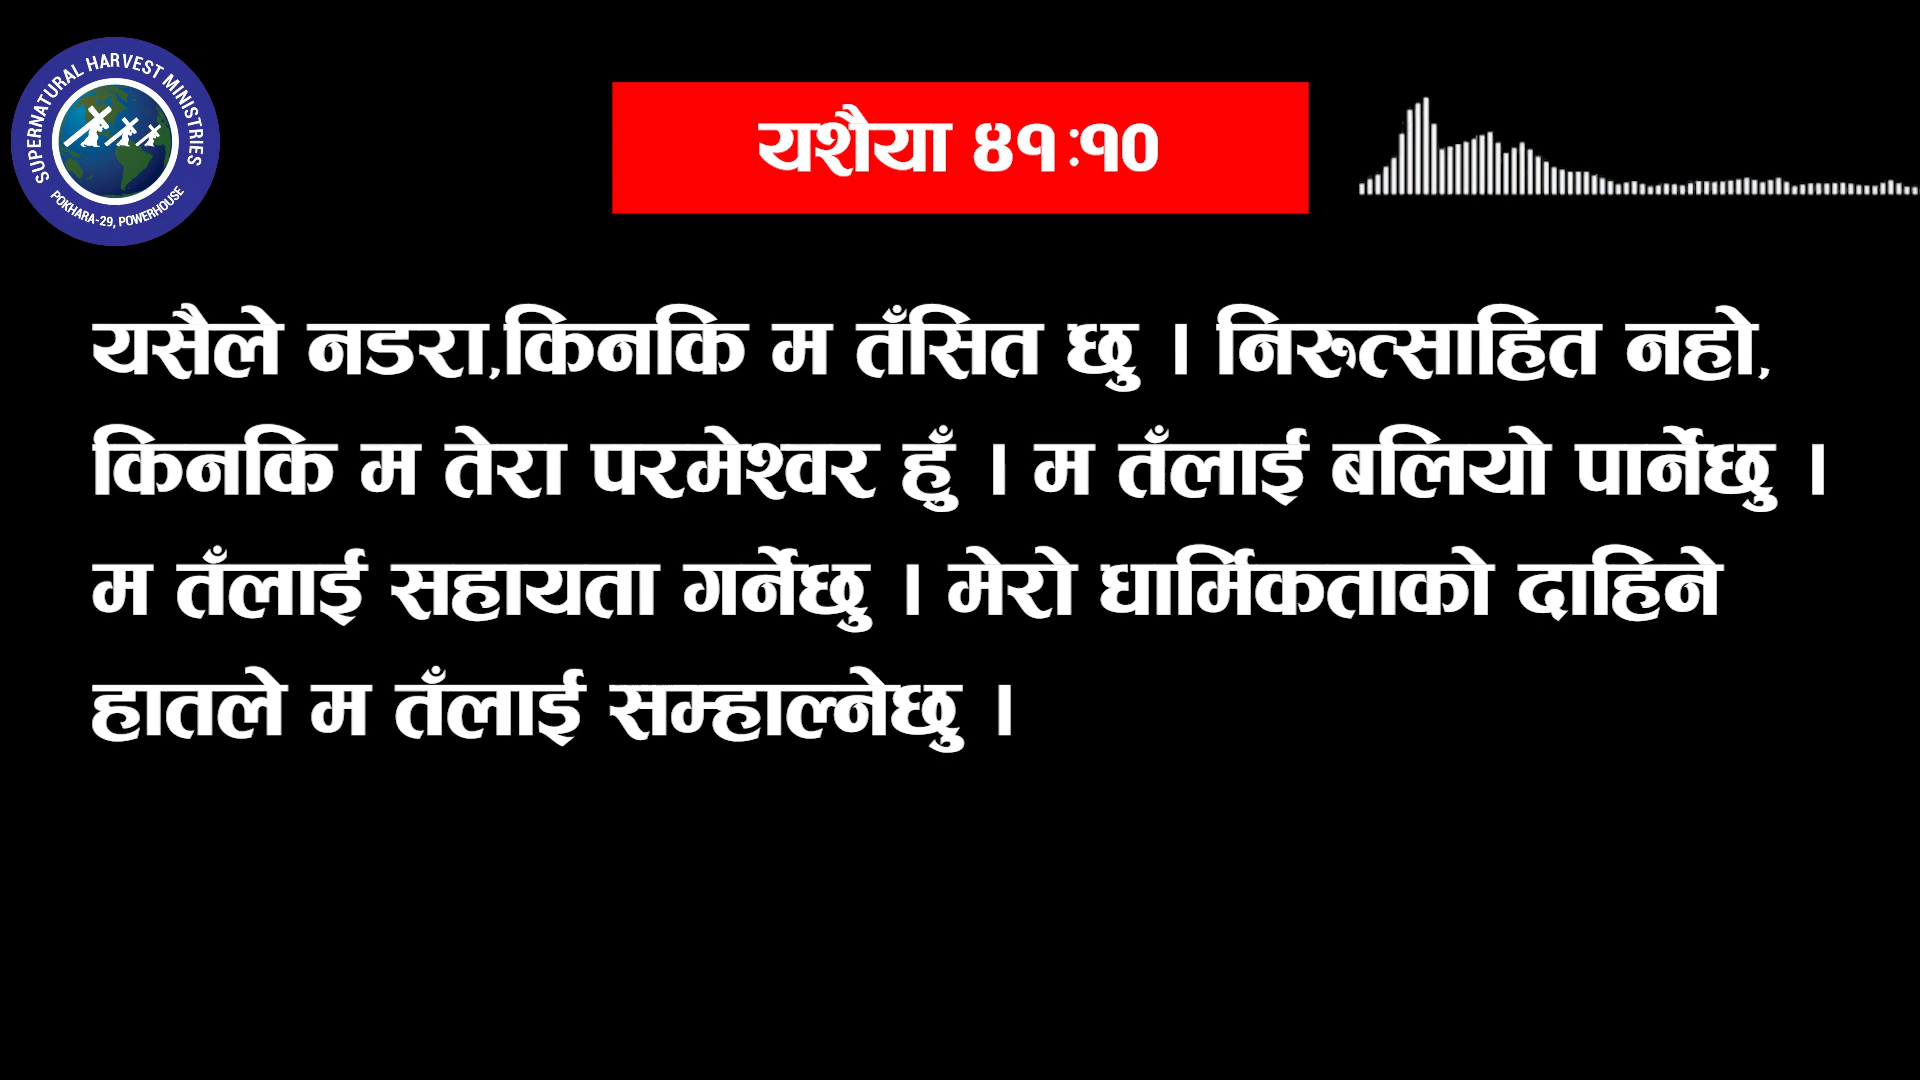 SUPERNATURAL HARVEST MINISTRIES
POKHARA-29, POWERHOUSE
यशैया ४१:१०
यसैले नडरा,किनकि म तँसित छु । निरुत्साहित नहो,
किनकि म तेरा परमेश्वर हुँ । म तँलाई बलियो पार्नेछु ।
म तँलाई सहायता गर्नेछु । मेरो धार्मिकताको दाहिने
हातले म तँलाई सम्हाल्नेछु ।